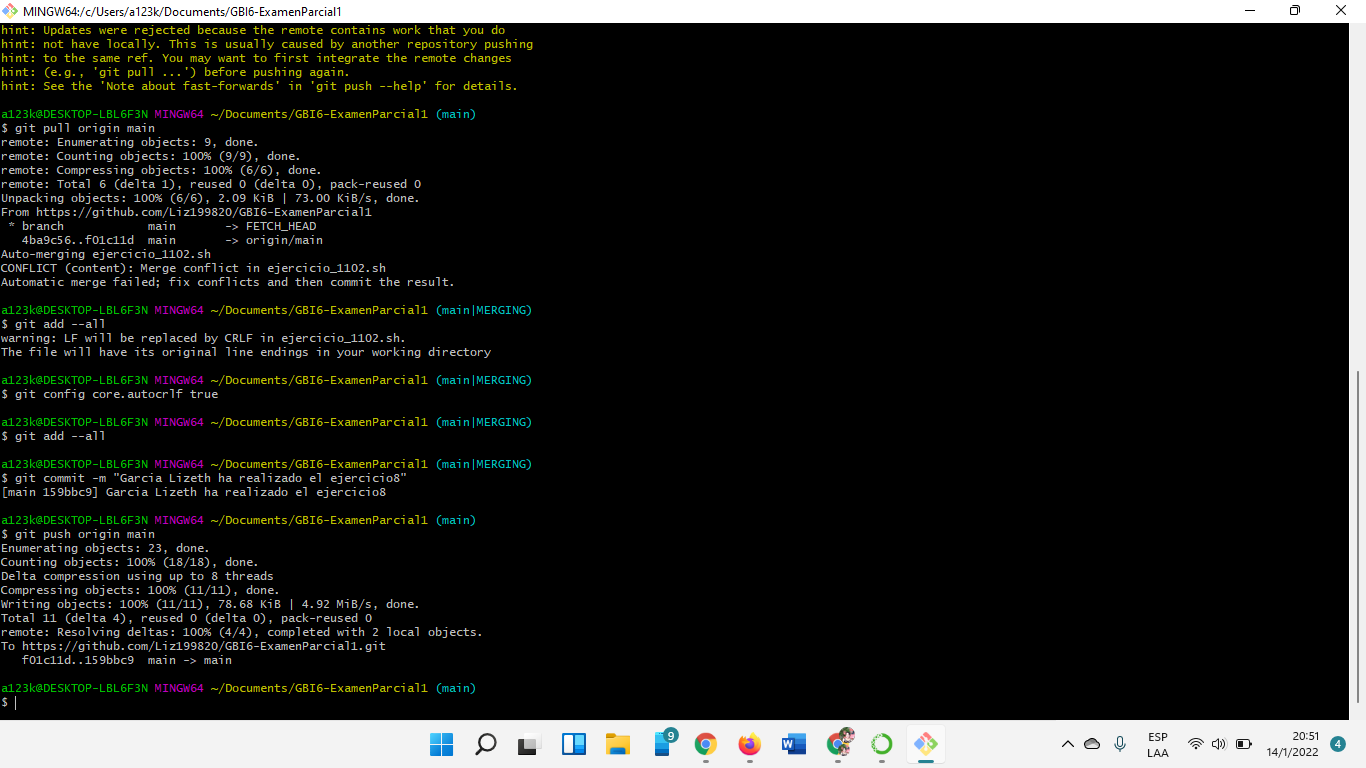 MINGW64:/c/Users/a123k/Documents/GBI6-ExamenParcial1
hint: Updates were rejected because the remote contains work that you do
hint: not have locally. This is usually caused by another repository pushing
hint: to the same ref. You may want to first integrate the remote changes
hint: (e.g., 'git pull ...') before pushing again.
hint: See the 'Note about fast-forwards' in 'git push --help' for details.
a123k@DESKTOP-LBL6F3N MINGW64 ~/Documents/GBI6-ExamenParcial1 (main)
$ git pull origin main
remote: Enumerating objects: 9, done.
remote: Counting objects: 100% (9/9), done.
remote: Compressing objects: 100% (6/6), done.
remote: Total 6 (delta 1), reused 0 (delta 0), pack-reused 0
Unpacking objects: 100% (6/6), 2.09 KiB | 73.00 KiB/s, done.
From https://github.com/Liz199820/GBI6-ExamenParcial1
 * branch            main       -> FETCH_HEAD
   4ba9c56..f01c11d  main       -> origin/main
Auto-merging ejercicio_1102.sh
CONFLICT (content): Merge conflict in ejercicio_1102.sh
Automatic merge failed; fix conflicts and then commit the result.
a123k@DESKTOP-LBL6F3N MINGW64 ~/Documents/GBI6-ExamenParcial1 (main|MERGING)
$ git add --all
warning: LF will be replaced by CRLF in ejercicio_1102.sh.
The file will have its original line endings in your working directory
a123k@DESKTOP-LBL6F3N MINGW64 ~/Documents/GBI6-ExamenParcial1 (main|MERGING)
$ git config core.autocrlf true
a123k@DESKTOP-LBL6F3N MINGW64 ~/Documents/GBI6-ExamenParcial1 (main|MERGING)
$ git add --all
a123k@DESKTOP-LBL6F3N MINGW64 ~/Documents/GBI6-ExamenParcial1 (main|MERGING)
$ git commit -m "Garcia Lizeth ha realizado el ejercicio8"
[main 159bbc9] Garcia Lizeth ha realizado el ejercicio8
a123k@DESKTOP-LBL6F3N MINGW64 ~/Documents/GBI6-ExamenParcial1 (main)
$ git push origin main
Enumerating objects: 23, done.
Counting objects: 100% (18/18), done.
Delta compression using up to 8 threads
Compressing objects: 100% (11/11), done.
Writing objects: 100% (11/11), 78.68 KiB | 4.92 MiB/s, done.
Total 11 (delta 4), reused 0 (delta 0), pack-reused 0
remote: Resolving deltas: 100% (4/4), completed with 2 local objects.
To https://github.com/Liz199820/GBI6-ExamenParcial1.git
   f01c11d..159bbc9  main -> main
a123k@DESKTOP-LBL6F3N MINGW64 ~/Documents/GBI6-ExamenParcial1 (main)
$
9
W
ESP
LAA
20:51
14/1/2022
4